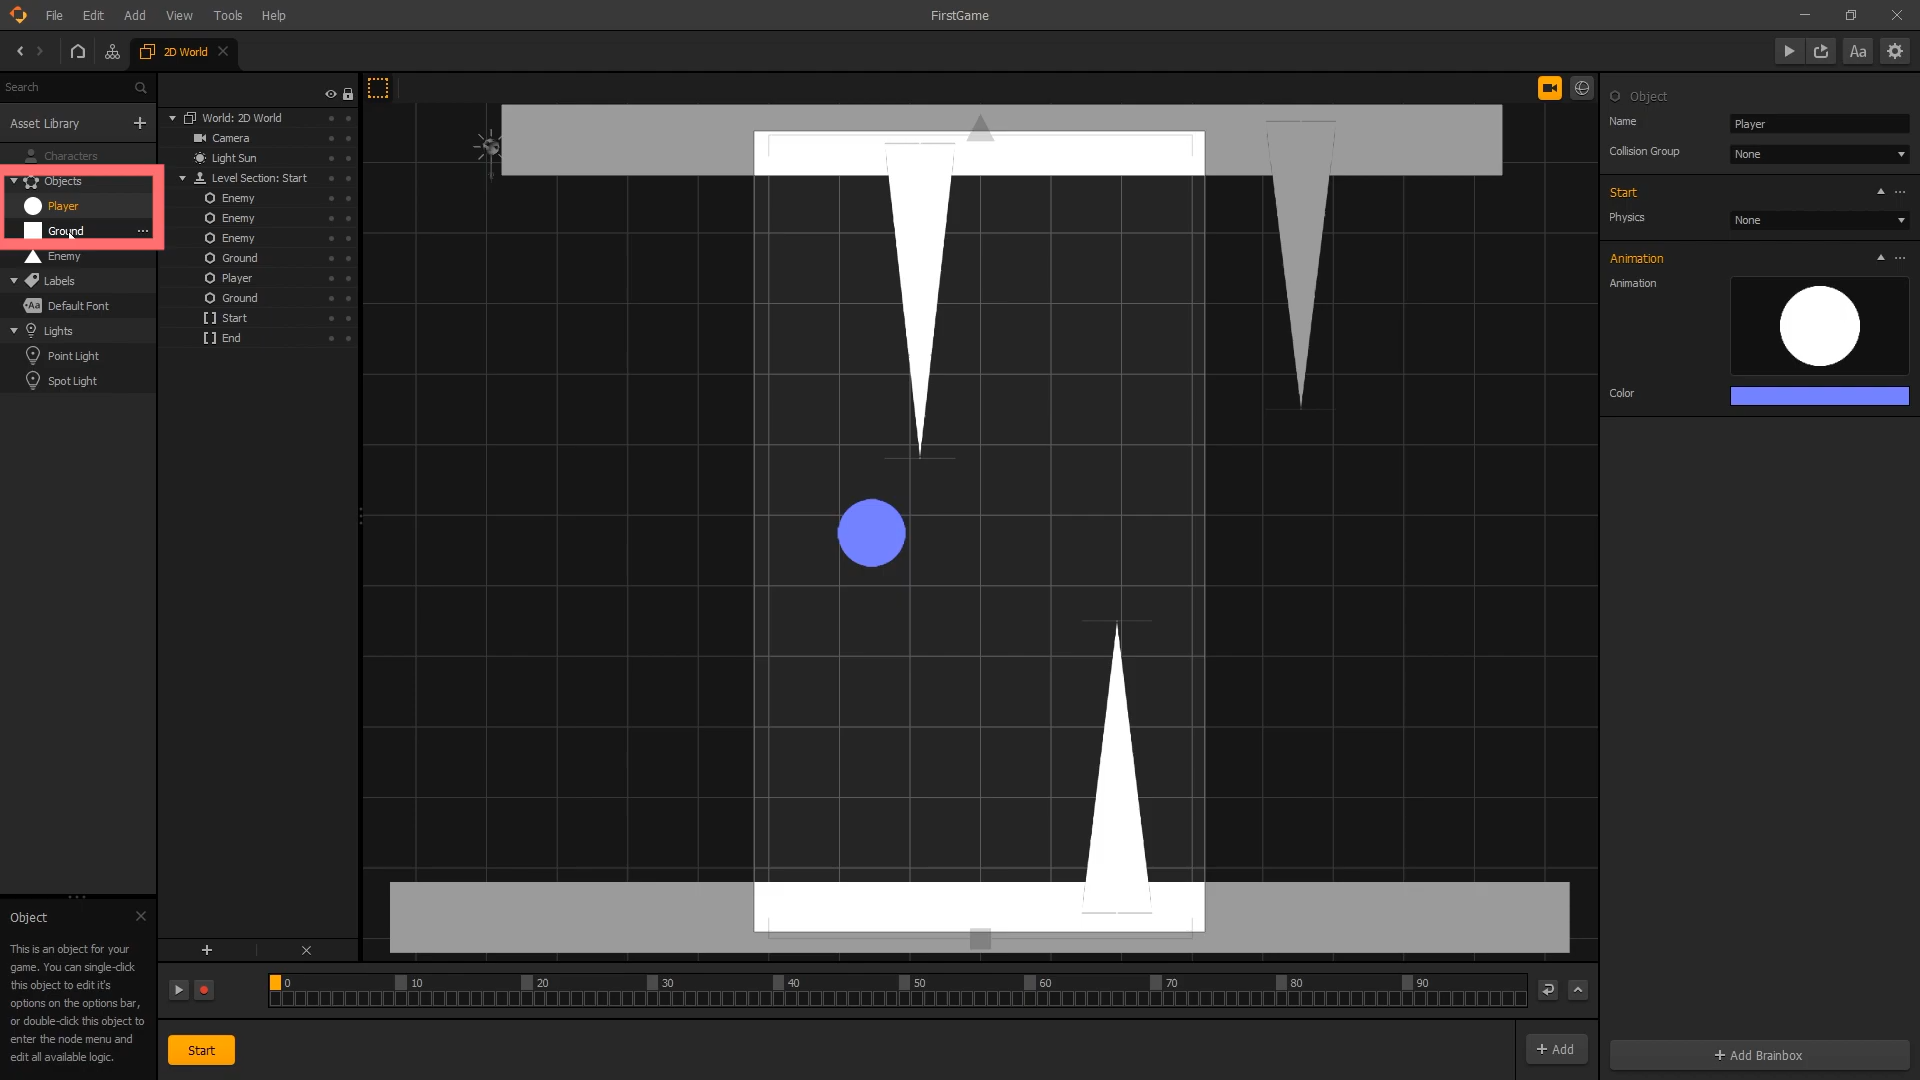 File Edit Add View Tools Help
FirstGame
2D World
Aa
Search
Asset Library
Characters
Objects
Player
Ground
Enemy
Labels
Aa Default Font
Lights
Point Light
Spot Light
World: 2D World
Camera
Light Sun
Level Section: Start
Enemy
Enemy
Enemy
Ground
Player
Ground
Start
End
Object
Name Player
Collision Group None
Start
Physics None
Animation
Animation
Color
Object
This is an object for your
game. You can single-click
this object to edit it's
options on the options bar,
or double-click this object to
enter the node menu and
edit all available logic.
0 10 20 30 40 50 60 70 80 90
Start
+ Add
+ Add Brainbox